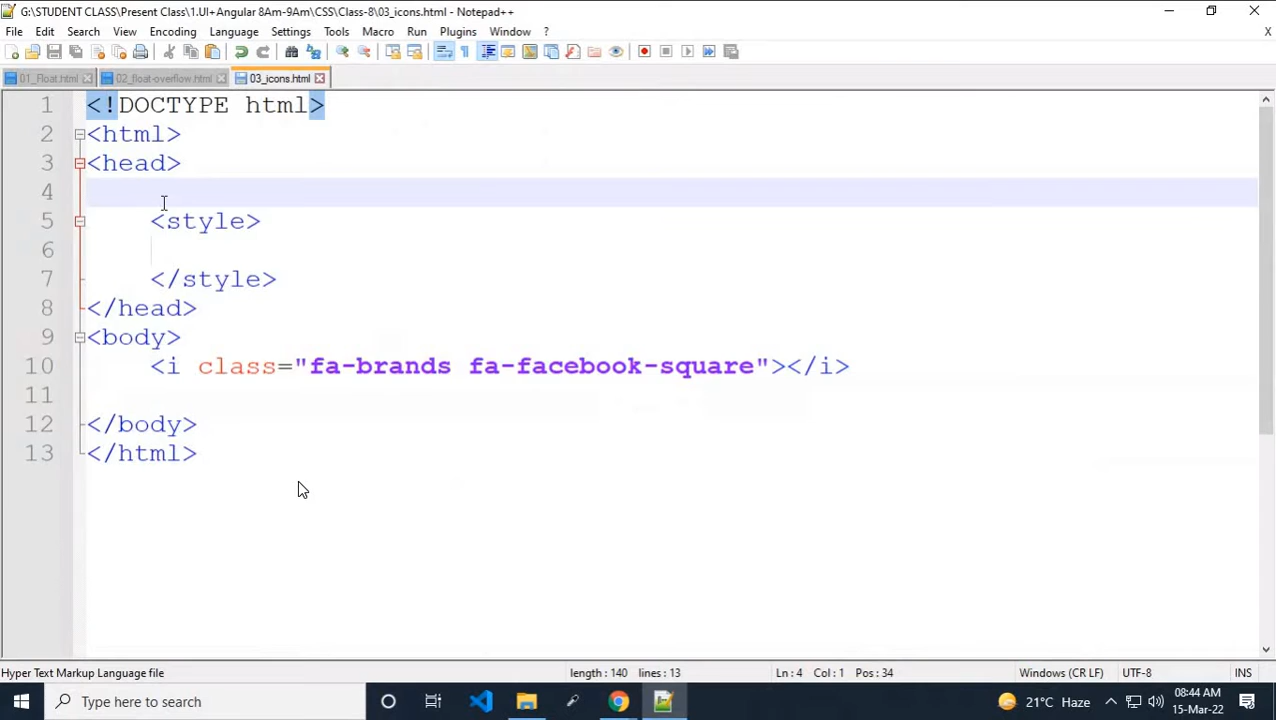 G:\STUDENT CLASS\Present Class\1.UI+Angular 8Am-9Am\CSS\Class-8\03_icons.html - Notepad++
File Edit Search View Encoding Language Settings Tools Macro Run Plugins Window ? X
01_Float.html 02_float-overflow.html 03_icons.html
1 <!DOCTYPE html>
2 <html>
3 <head>
4
5 <style>
6
7 </style>
8 </head>
9 <body>
10 <i class="fa-brands fa-facebook-square"></i>
11
12 </body>
13 </html>
Hyper Text Markup Language file length : 140 lines : 13 Ln : 4 Col : 1 Pos : 34 Windows (CR LF) UTF-8 INS
Type here to search 21°C Haze 08:44 AM
15-Mar-22